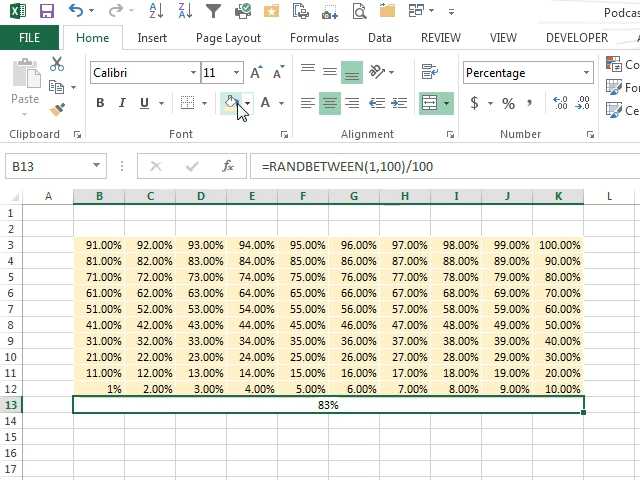 Podcas
FILE Home Insert Page Layout Formulas Data REVIEW VIEW DEVELOPER
Paste Calibri 11 A A Percentage Co
B I U A $ % , .00 .00 For
Ce
Clipboard Font Alignment Number
B13 fx =RANDBETWEEN(1,100)/100
A B C D E F G H I J K L
1
2
3 91.00% 92.00% 93.00% 94.00% 95.00% 96.00% 97.00% 98.00% 99.00% 100.00%
4 81.00% 82.00% 83.00% 84.00% 85.00% 86.00% 87.00% 88.00% 89.00% 90.00%
5 71.00% 72.00% 73.00% 74.00% 75.00% 76.00% 77.00% 78.00% 79.00% 80.00%
6 61.00% 62.00% 63.00% 64.00% 65.00% 66.00% 67.00% 68.00% 69.00% 70.00%
7 51.00% 52.00% 53.00% 54.00% 55.00% 56.00% 57.00% 58.00% 59.00% 60.00%
8 41.00% 42.00% 43.00% 44.00% 45.00% 46.00% 47.00% 48.00% 49.00% 50.00%
9 31.00% 32.00% 33.00% 34.00% 35.00% 36.00% 37.00% 38.00% 39.00% 40.00%
10 21.00% 22.00% 23.00% 24.00% 25.00% 26.00% 27.00% 28.00% 29.00% 30.00%
11 11.00% 12.00% 13.00% 14.00% 15.00% 16.00% 17.00% 18.00% 19.00% 20.00%
12 1% 2.00% 3.00% 4.00% 5.00% 6.00% 7.00% 8.00% 9.00% 10.00%
13 83%
14
15
16
17